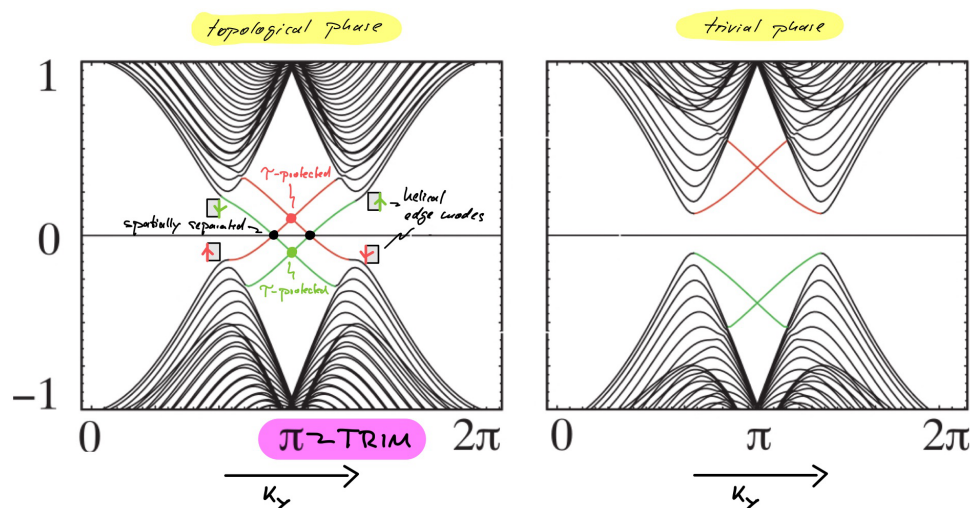 topological phase
trivial phase
1
0
-1
τ-protected
helical
edge modes
spatially separated
τ-protected
0
π
TRIM
2π
0
π
2π
k_y
k_y